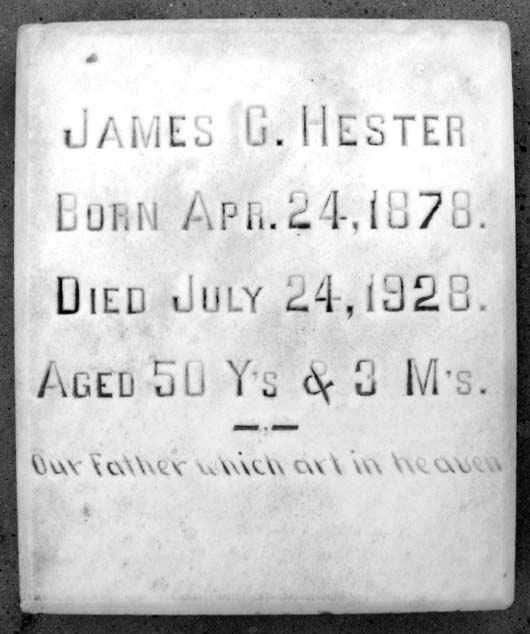 JAMES G. HESTER
BORN APR. 24, 1878.
DIED JULY 24, 1928.
AGED 50 Y's & 3 M's.
Our Father which art in heaven